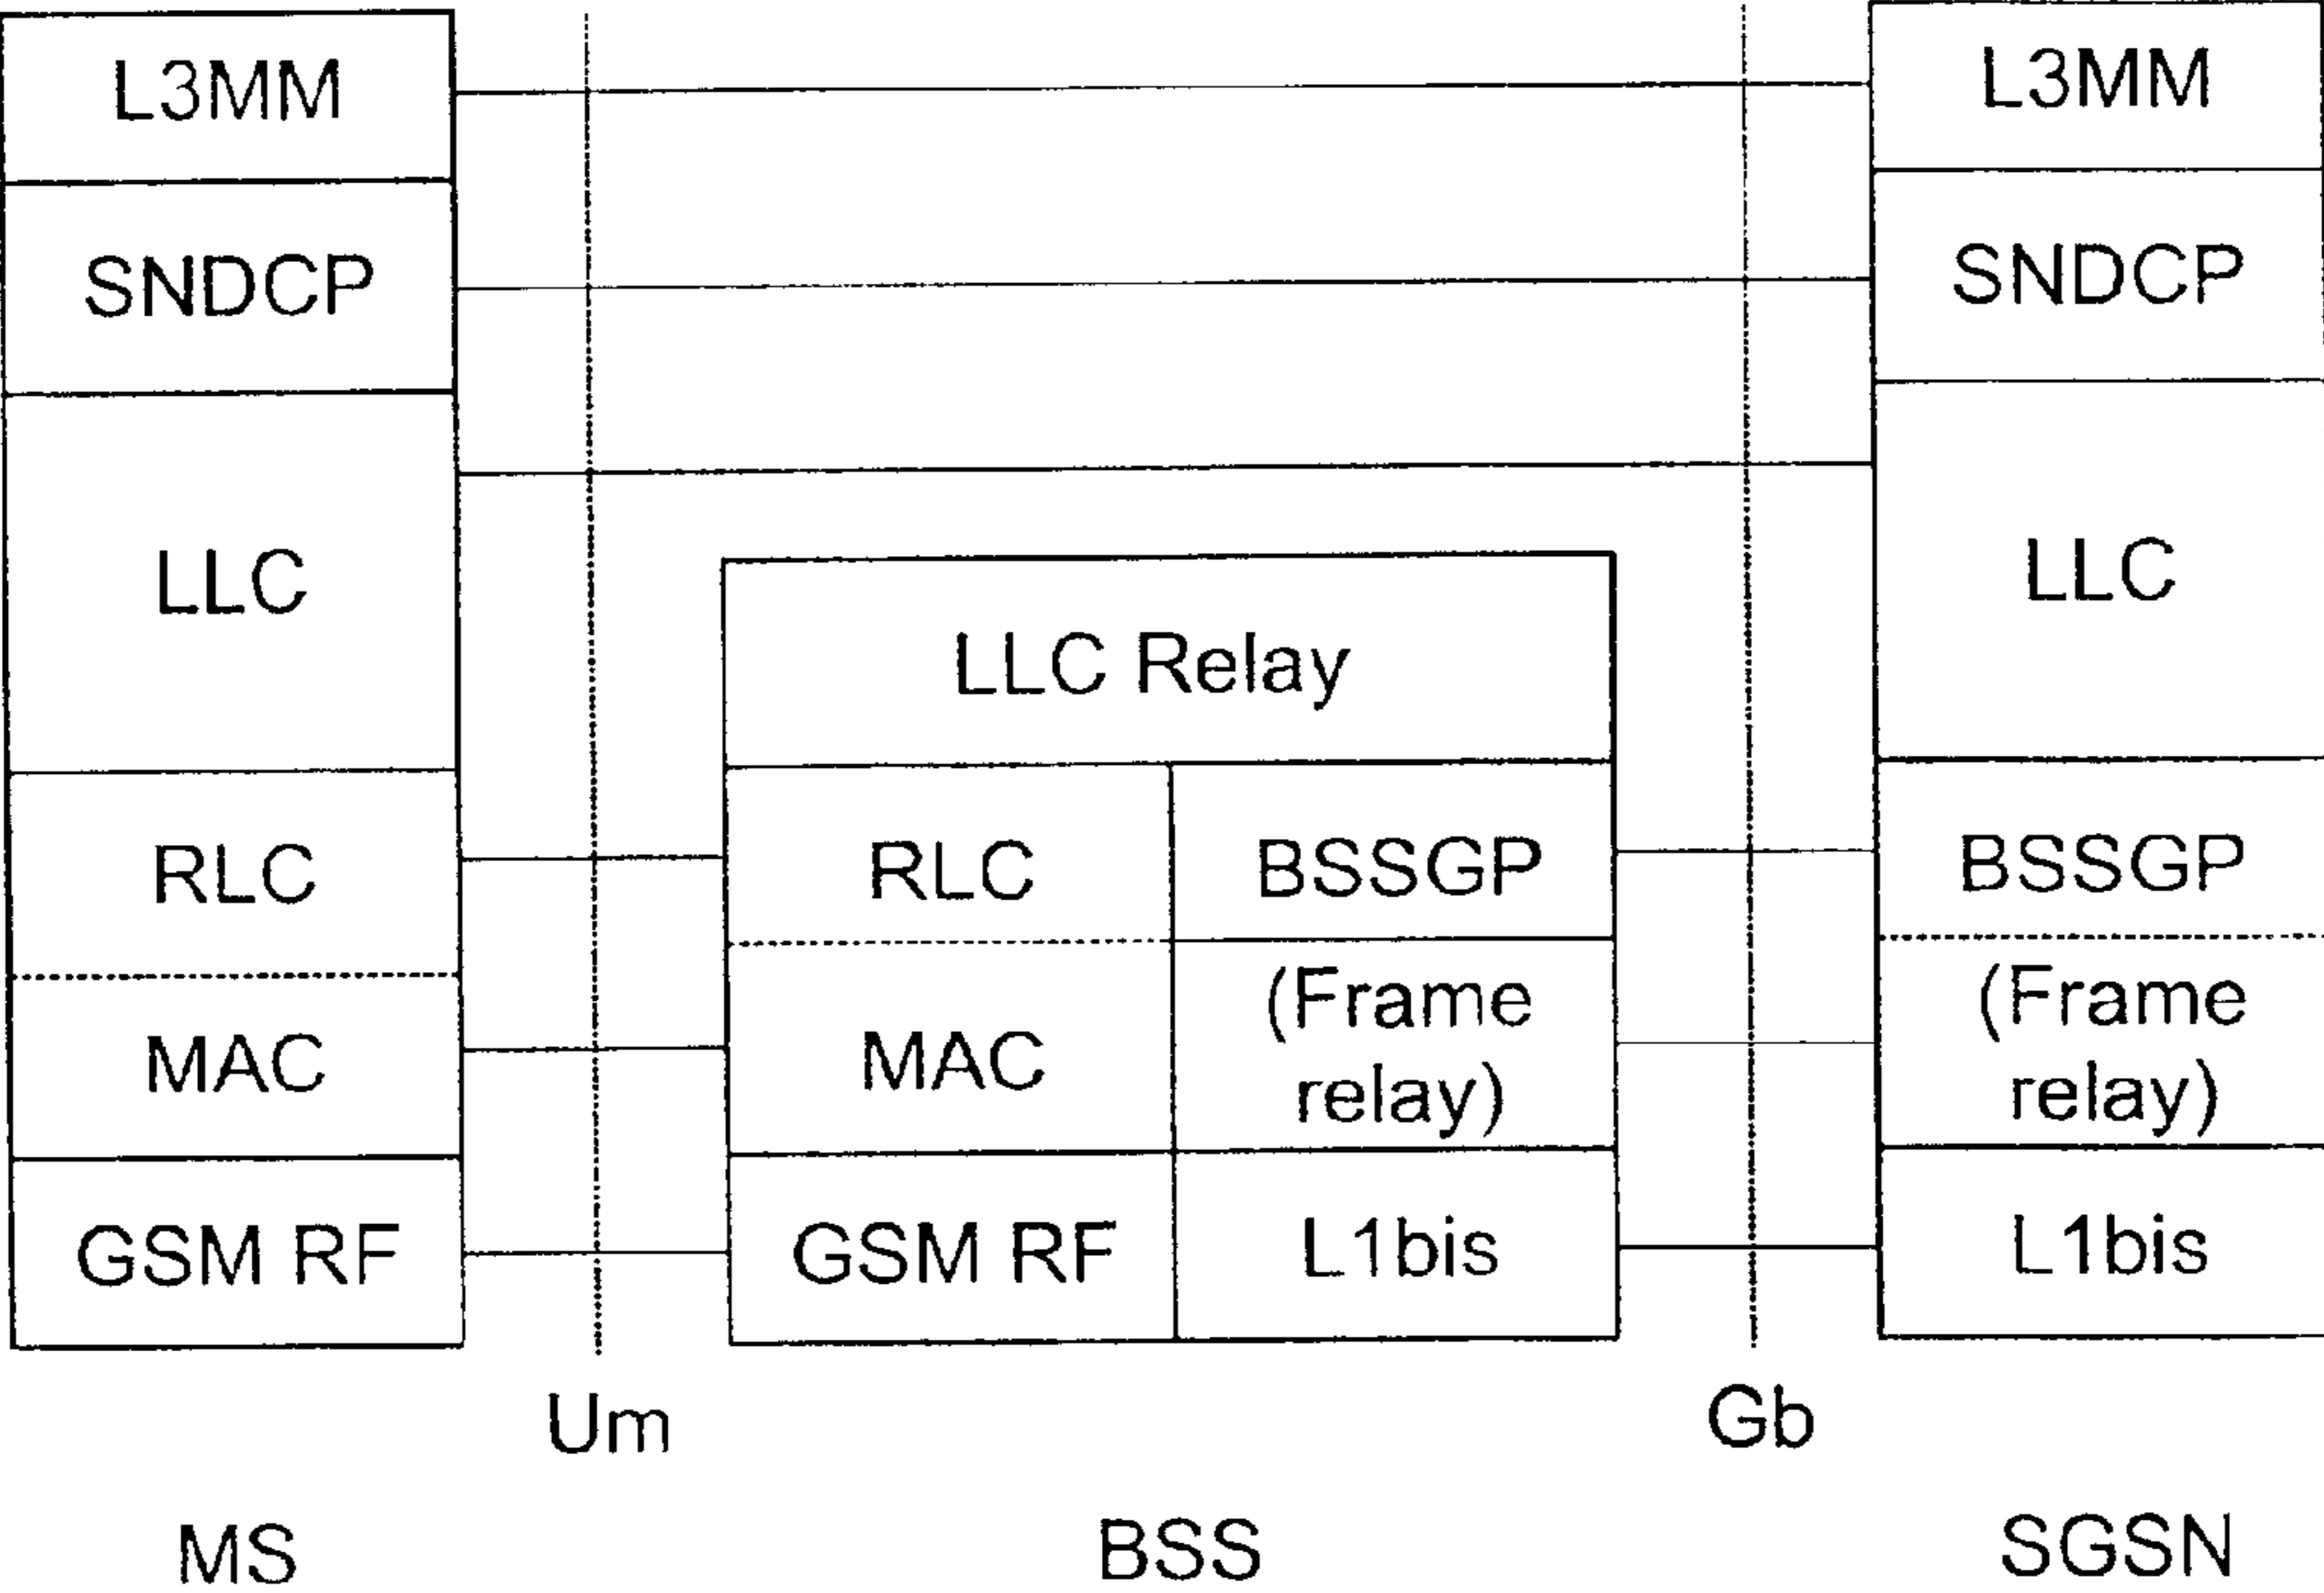 L3MM
SNDCP
LLC
RLC
MAC
GSM RF
LLC Relay
RLC
BSSGP
MAC
(Frame
relay)
GSM RF
L1bis
L3MM
SNDCP
LLC
BSSGP
(Frame
relay)
L1bis
Um
Gb
MS
BSS
SGSN